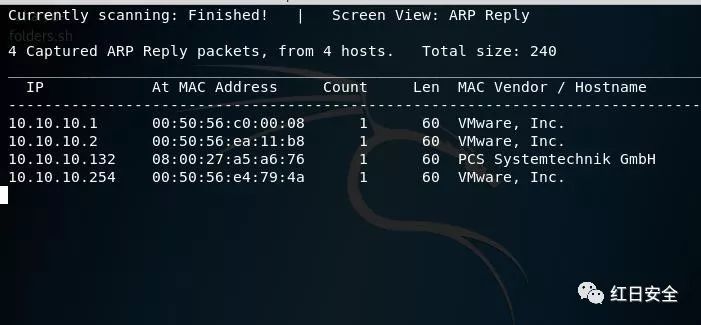 Currently scanning: Finished!   |   Screen View: ARP Reply
folders.sh
4 Captured ARP Reply packets, from 4 hosts.   Total size: 240
IP            At MAC Address     Count     Len  MAC Vendor / Hostname
-----------------------------------------------------------------------------
10.10.10.1      00:50:56:c0:00:08      1      60  VMware, Inc.
10.10.10.2      00:50:56:ea:11:b8      1      60  VMware, Inc.
10.10.10.132    08:00:27:a5:a6:76      1      60  PCS Systemtechnik GmbH
10.10.10.254    00:50:56:e4:79:4a      1      60  VMware, Inc.
红日安全